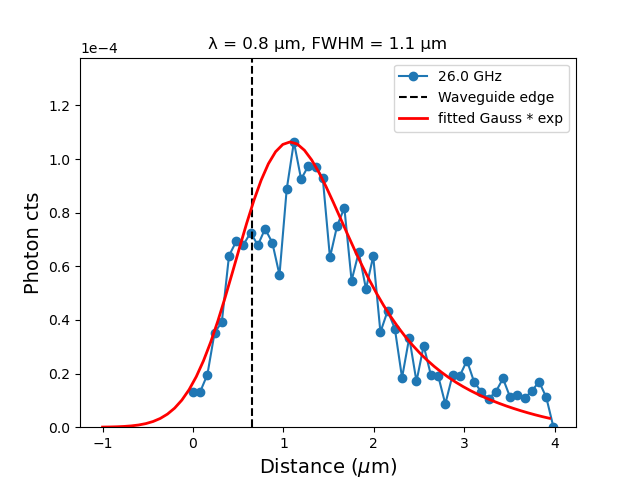 λ = 0.8 μm, FWHM = 1.1 μm
1e−4
26.0 GHz
Waveguide edge
fitted Gauss * exp
1.2
1.0
0.8
0.6
0.4
0.2
0.0
Photon cts
−1 0 1 2 3 4
Distance (μm)